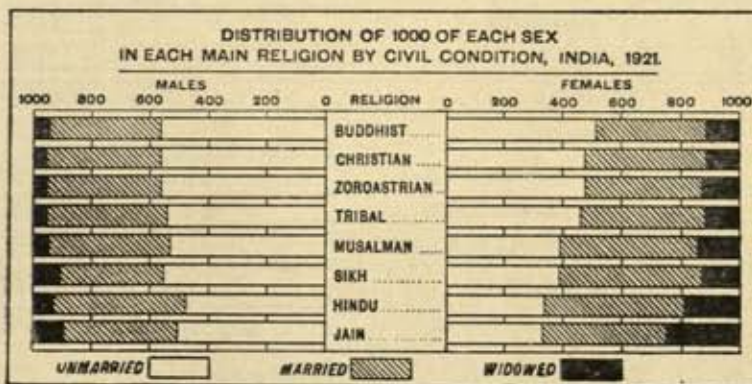 DISTRIBUTION OF 1000 OF EACH SEX
IN EACH MAIN RELIGION BY CIVIL CONDITION, INDIA, 1921.
MALES FEMALES
1000 800 600 400 200 0 RELIGION 0 200 400 600 800 1000
BUDDHIST......
CHRISTIAN.....
ZOROASTRIAN..
TRIBAL..........
MUSALMAN.....
SIKH............
HINDU..........
JAIN............
UNMARRIED MARRIED WIDOWED